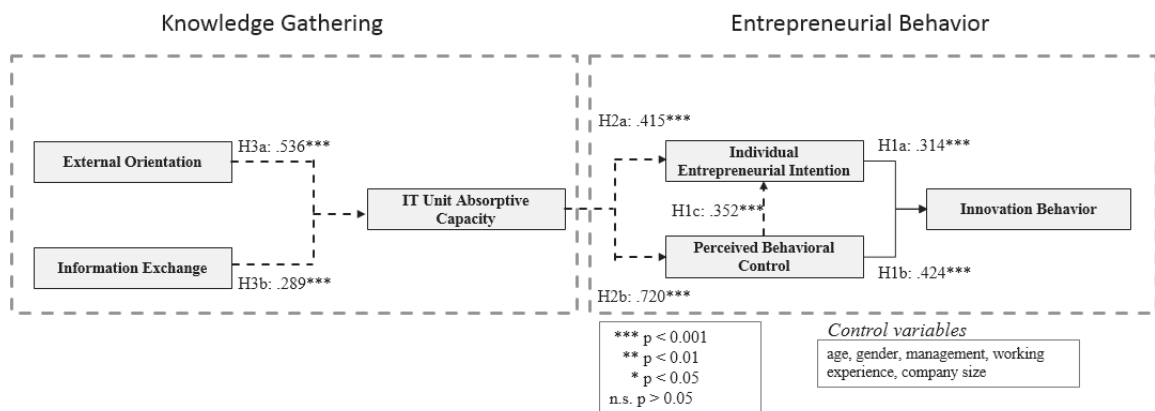 Knowledge Gathering
Entrepreneurial Behavior
H3a: .536***
External Orientation
IT Unit Absorptive
Capacity
Information Exchange
H3b: .289***
H2a: .415***
Individual
Entrepreneurial Intention
H1a: .314***
H1c: .352***
Innovation Behavior
Perceived Behavioral
Control
H1b: .424***
H2b: .720***
*** p < 0.001
** p < 0.01
* p < 0.05
n.s. p > 0.05
Control variables
age, gender, management, working
experience, company size